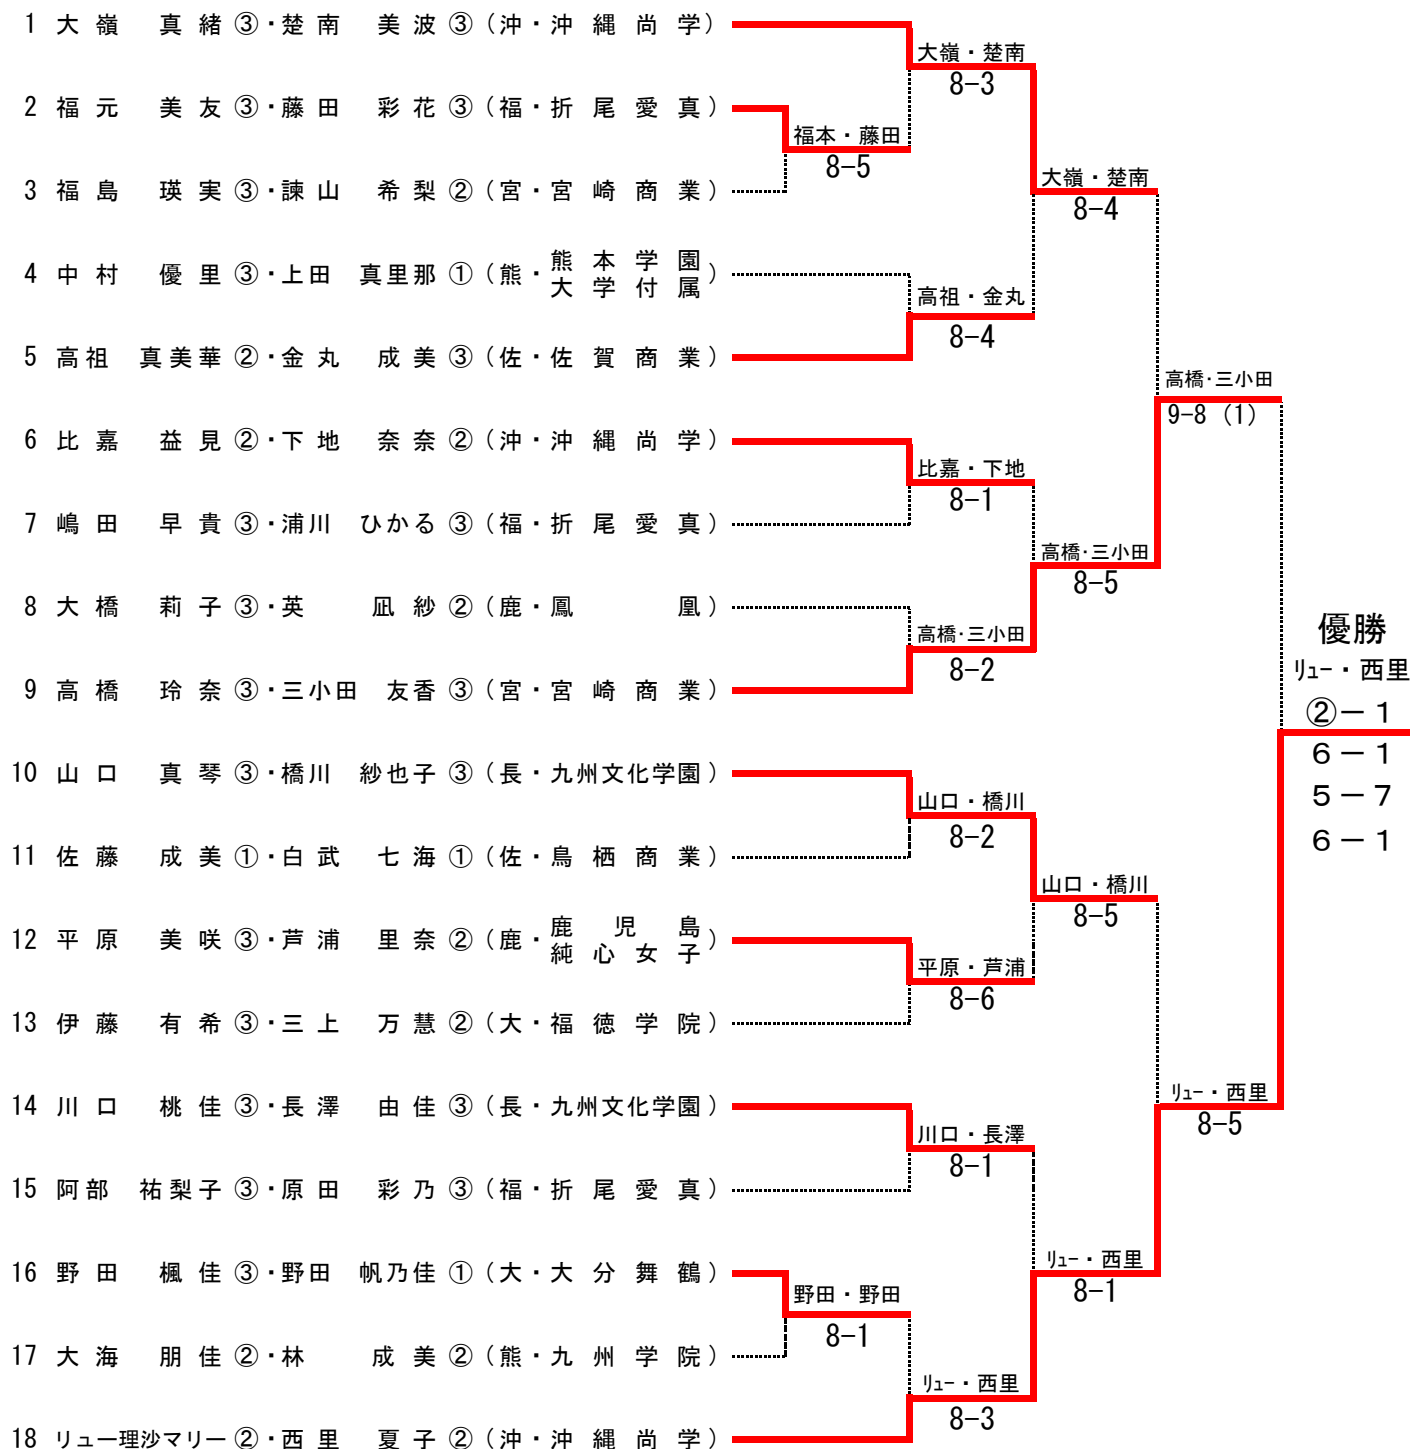 1 大嶺 真緒 ③・楚南 美波 ③ (沖・沖縄尚学)
大嶺・楚南
8-3
2 福元 美友 ③・藤田 彩花 ③ (福・折尾愛真)
福本・藤田
8-5
3 福島 瑛実 ③・諫山 希梨 ② (宮・宮崎商業)
大嶺・楚南
8-4
4 中村 優里 ③・上田 真里那 ① (熊・熊本学園大学付属)
高祖・金丸
8-4
5 高祖 真美華 ②・金丸 成美 ③ (佐・佐賀商業)
高橋・三小田
9-8 (1)
6 比嘉 益見 ②・下地 奈奈 ② (沖・沖縄尚学)
比嘉・下地
8-1
7 嶋田 早貴 ③・浦川 ひかる ③ (福・折尾愛真)
高橋・三小田
8-5
8 大橋 莉子 ③・英 凪紗 ② (鹿・鳳凰)
高橋・三小田
8-2
9 高橋 玲奈 ③・三小田 友香 ③ (宮・宮崎商業)
優勝
リュー・西里
②-1
6-1
5-7
6-1
10 山口 真琴 ③・橋川 紗也子 ③ (長・九州文化学園)
山口・橋川
8-2
11 佐藤 成美 ①・白武 七海 ① (佐・鳥栖商業)
山口・橋川
8-5
12 平原 美咲 ③・芦浦 里奈 ② (鹿・鹿児島純心女子)
平原・芦浦
8-6
13 伊藤 有希 ③・三上 万慧 ② (大・福徳学院)
リュー・西里
8-5
14 川口 桃佳 ③・長澤 由佳 ③ (長・九州文化学園)
川口・長澤
8-1
15 阿部 祐梨子 ③・原田 彩乃 ③ (福・折尾愛真)
リュー・西里
8-1
16 野田 楓佳 ③・野田 帆乃佳 ① (大・大分舞鶴)
野田・野田
8-1
17 大海 朋佳 ②・林 成美 ② (熊・九州学院)
リュー・西里
8-3
18 リュー理沙マリー ②・西里 夏子 ② (沖・沖縄尚学)